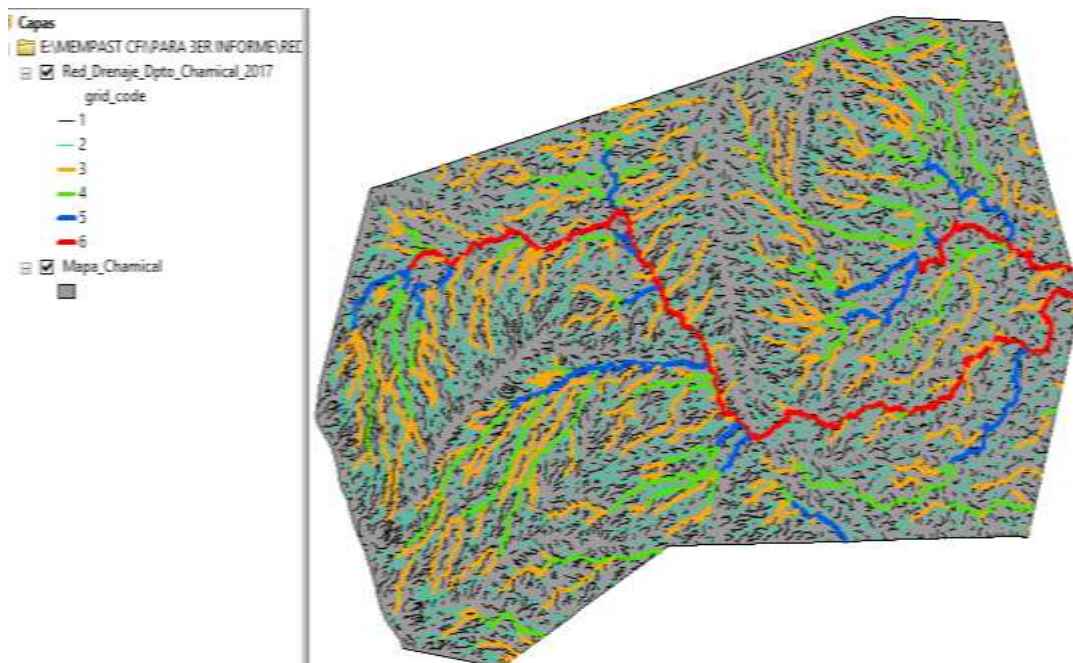 Capas
E:\MEMPAST CFI\PARA 3ER INFORME\RED
Red_Drenaje_Dpto_Chamical_2017
grid_code
1
2
3
4
5
6
Mapa_Chamical